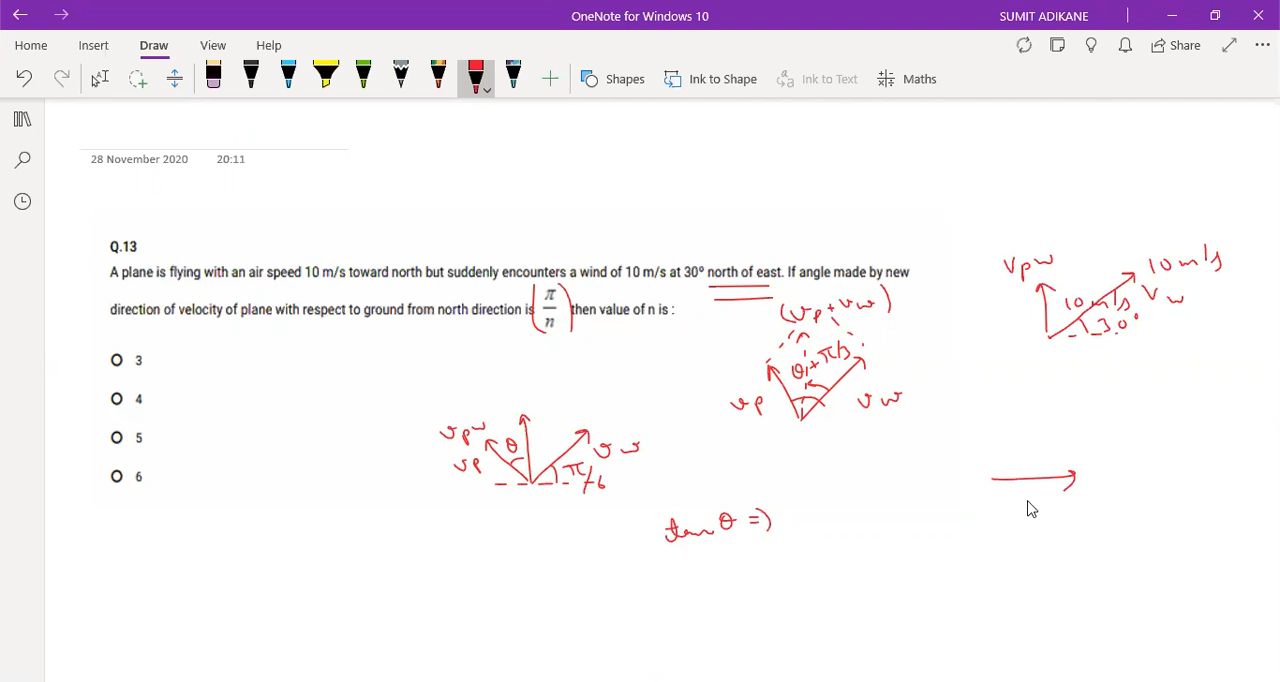 OneNote for Windows 10
SUMIT ADIKANE
Home Insert Draw View Help
Share
Shapes Ink to Shape Ink to Text Maths
28 November 2020 20:11
Q.13
A plane is flying with an air speed 10 m/s toward north but suddenly encounters a wind of 10 m/s at 30º north of east. If angle made by new
direction of velocity of plane with respect to ground from north direction is (π/n) then value of n is :
3
4
5
6
vpw
10 m/s
10 m/s
Vw
30°
(vp+vw)
vp
vw
vpw
vp
θ
vw
π/6
tan θ =>